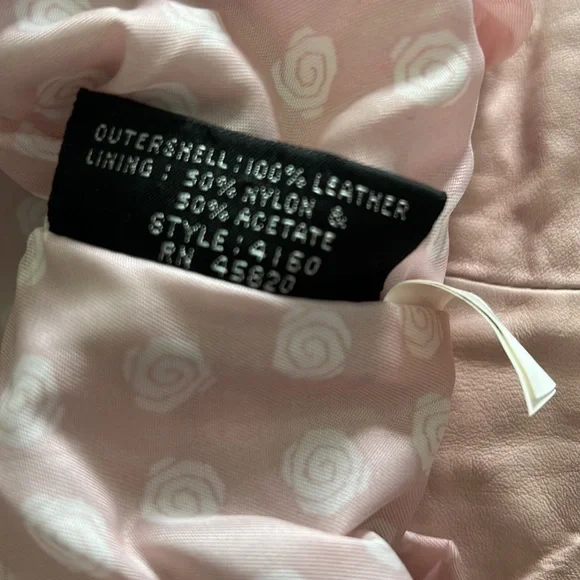 OUTERSHELL:100% LEATHER
LINING: 50% NYLON &
50% ACETATE
STYLE:4160
RN 45820